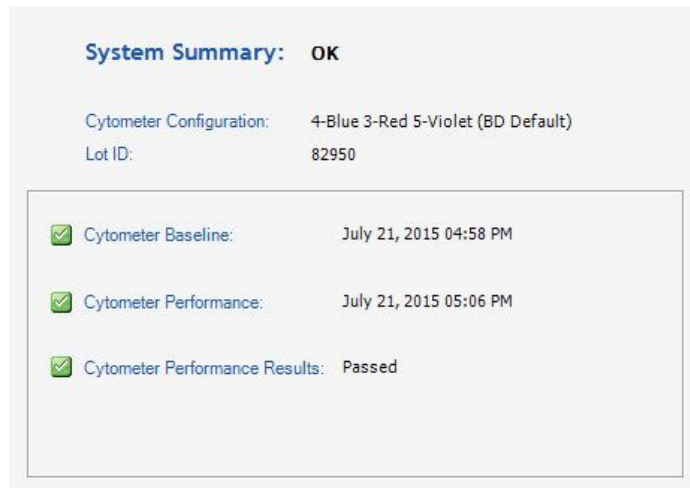 System Summary: OK
Cytometer Configuration: 4-Blue 3-Red 5-Violet (BD Default)
Lot ID: 82950
Cytometer Baseline: July 21, 2015 04:58 PM
Cytometer Performance: July 21, 2015 05:06 PM
Cytometer Performance Results: Passed